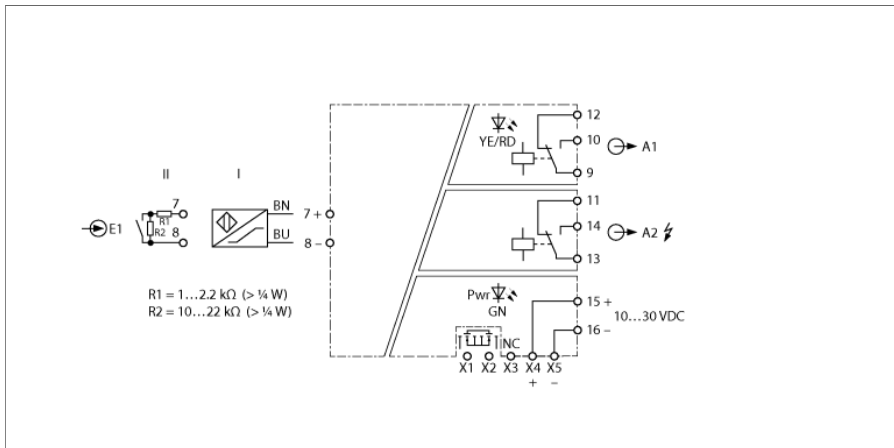 12
YE/RD
10
A1
9
II
I
11
7
BN
7 +
R1
14
E1
R2
A2
8
BU
8 –
13
R1 = 1…2.2 kΩ (> ¼ W)
R2 = 10…22 kΩ (> ¼ W)
Pwr
GN
15 +
10…30 VDC
16 –
NC
X1 X2 X3 X4 X5
+ –